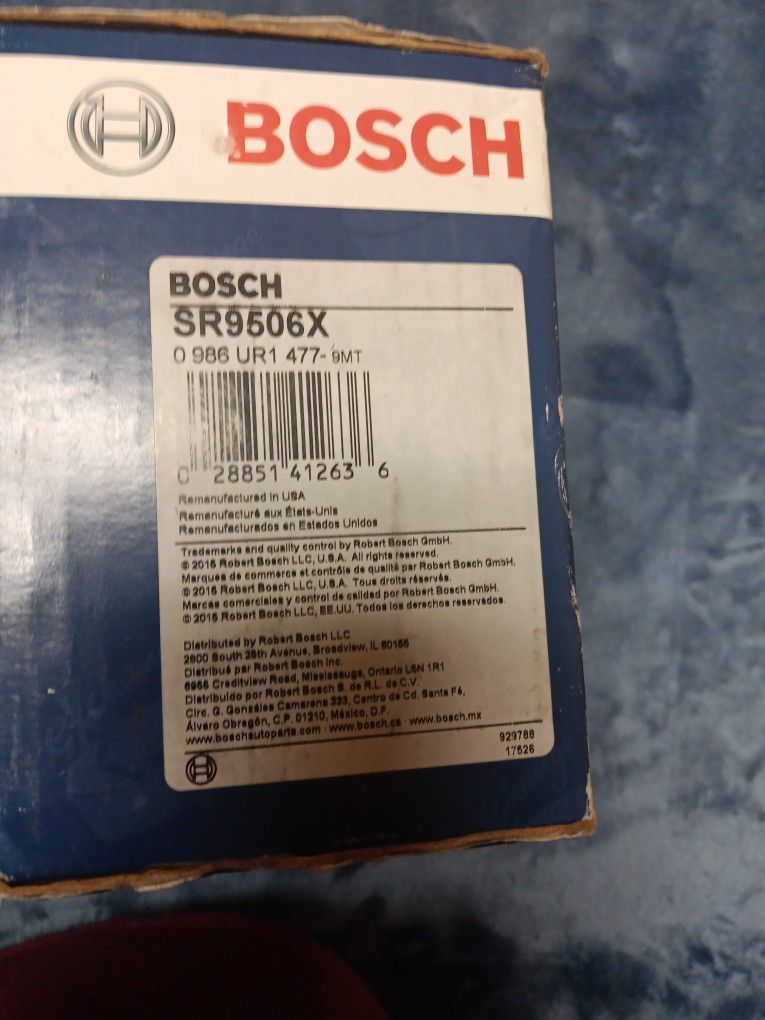 BOSCH
BOSCH
SR9506X
0 986 UR1 477- 9MT
0 28851 41263 6
Remanufactured in USA
Remanufacturé aux États-Unis
Remanufacturados en Estados Unidos
Trademarks and quality control by Robert Bosch GmbH.
© 2015 Robert Bosch LLC, U.S.A. All rights reserved.
Marques de commerce et contrôle de qualité par Robert Bosch GmbH.
© 2015 Robert Bosch LLC, U.S.A. Tous droits réservés.
Marcas comerciales y control de calidad por Robert Bosch GmbH.
© 2015 Robert Bosch LLC, EE.UU. Todos los derechos reservados.
Distributed by Robert Bosch LLC
2800 South 25th Avenue, Broadview, IL 60155
Distribué par Robert Bosch Inc.
6955 Creditview Road, Mississauga, Ontario L5N 1R1
Distribuido por Robert Bosch S. de R.L. de C.V.
Circ. G. Gonzáles Camarena 333, Centro de Cd. Santa Fé,
Álvaro Obregón, C.P. 01210, México, D.F.
www.boschautoparts.com · www.bosch.ca · www.bosch.mx
929788
17526